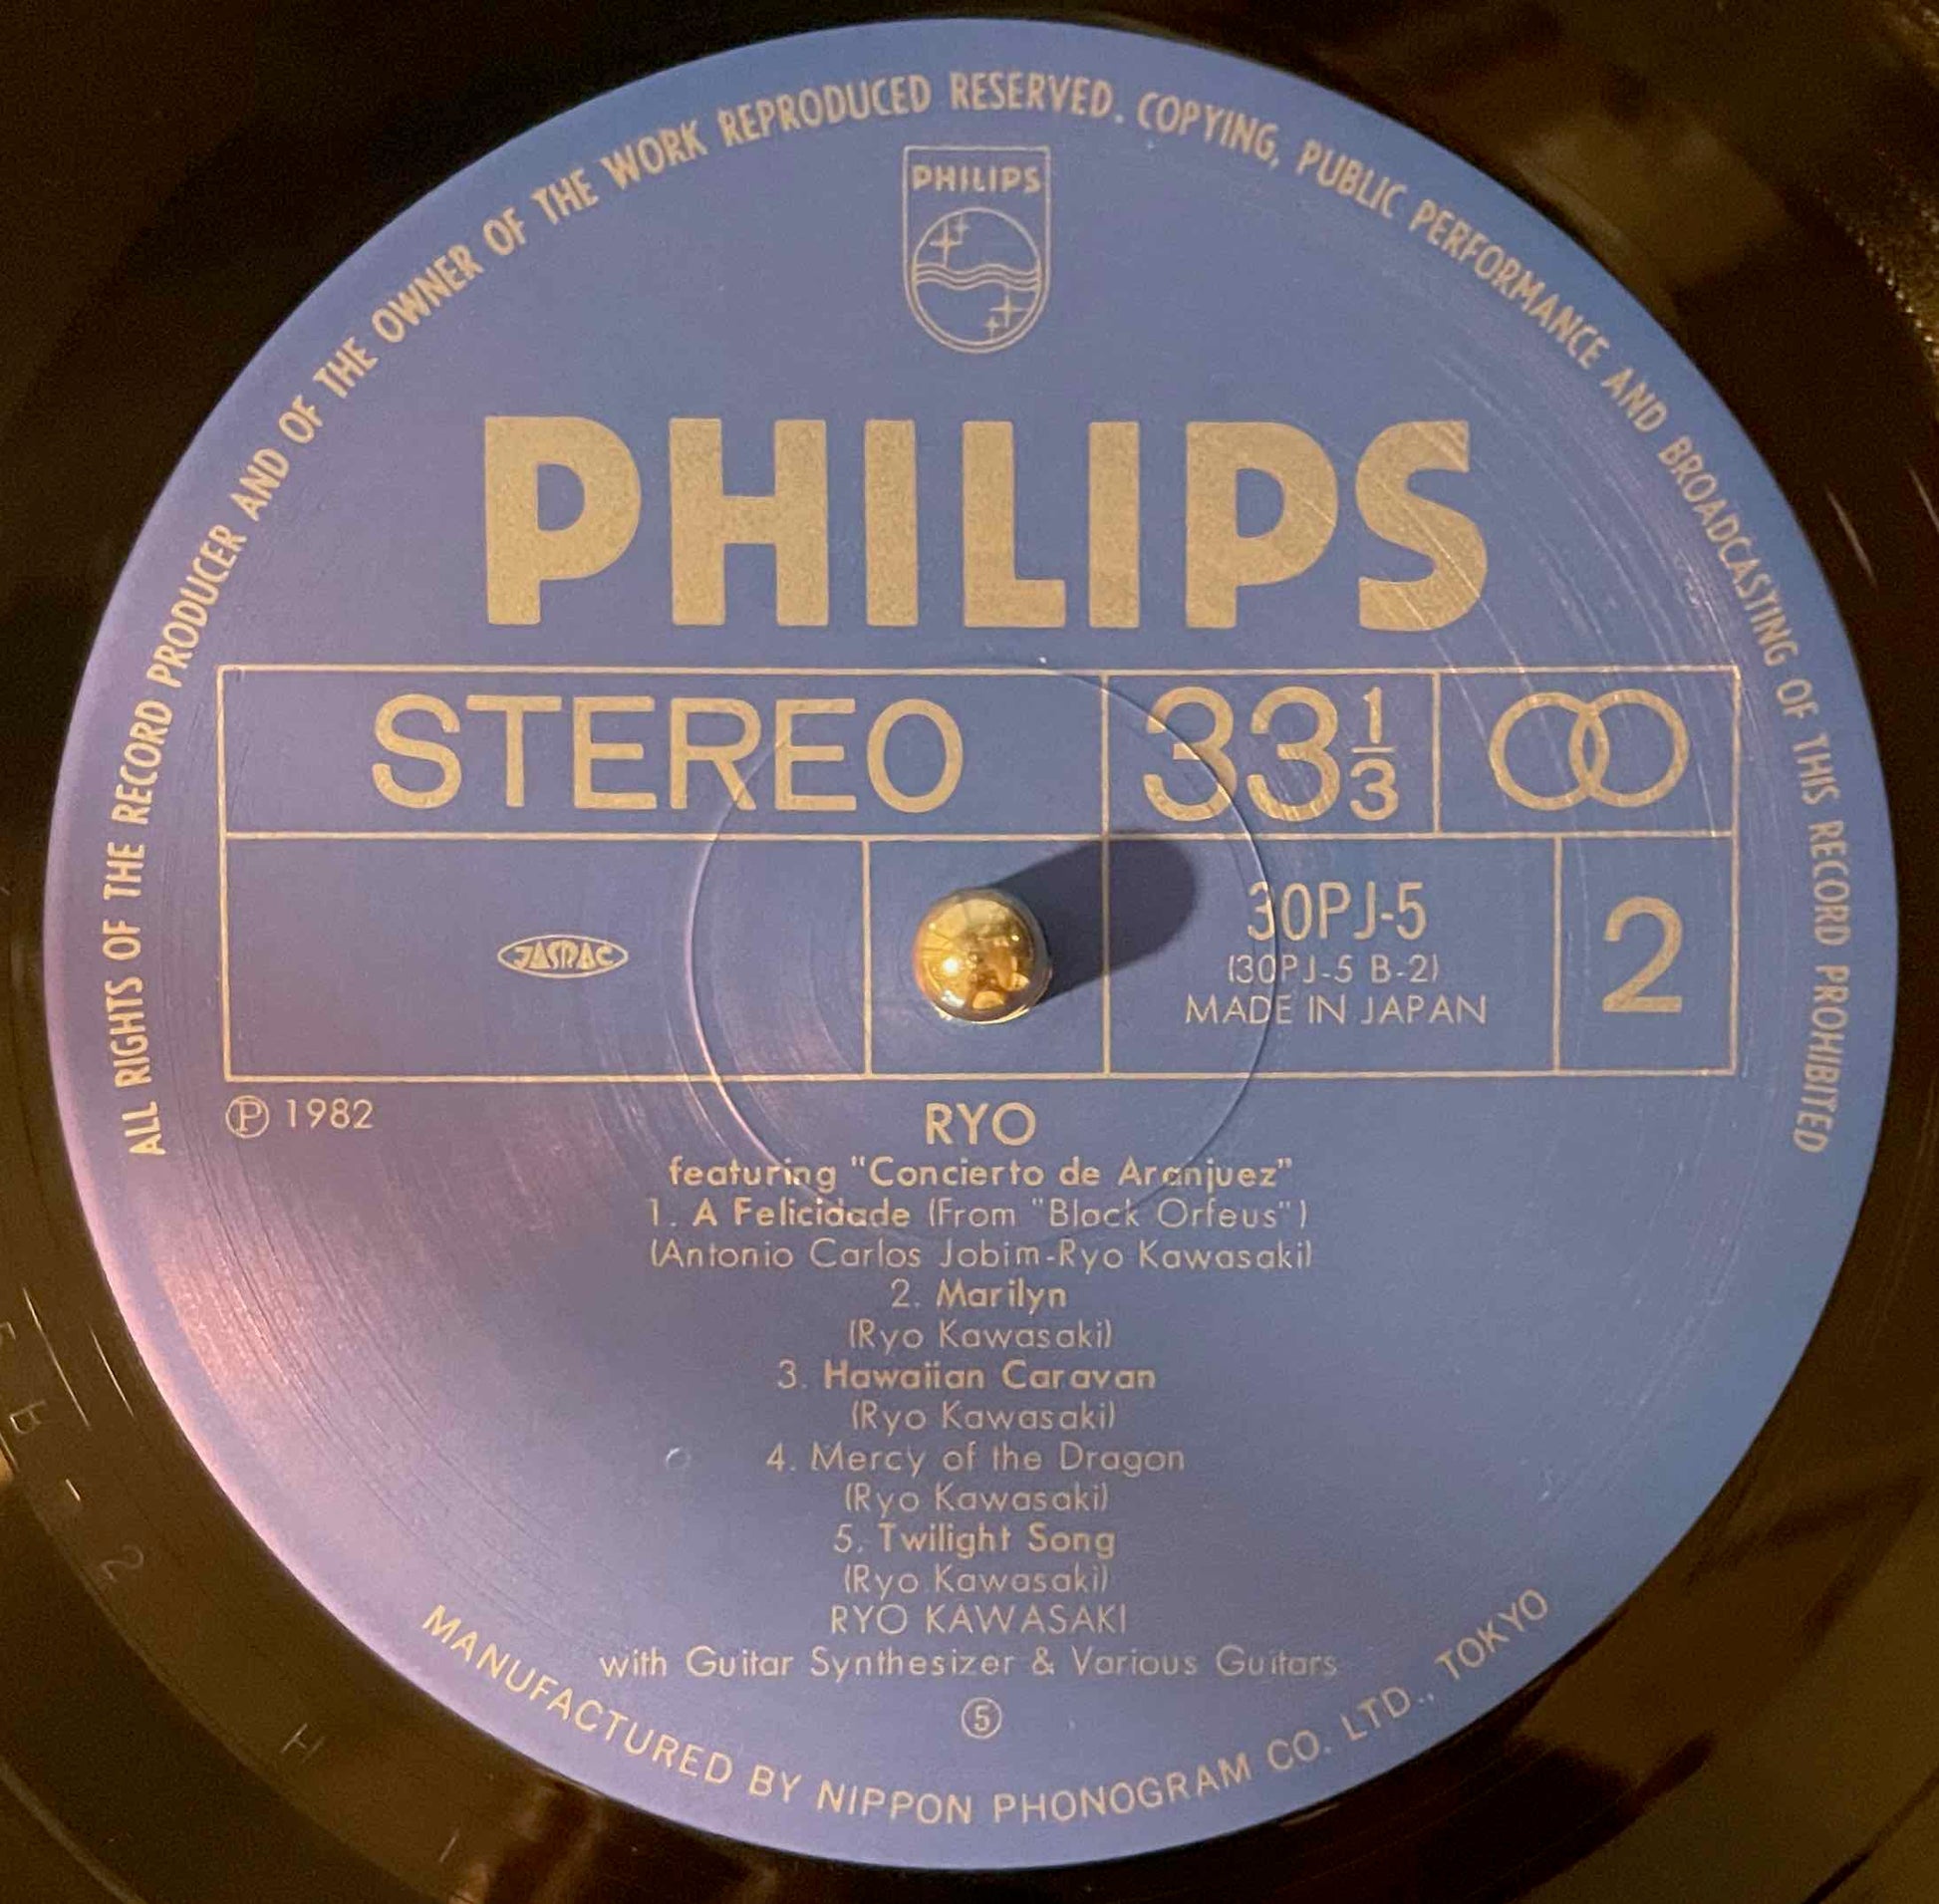 ALL RIGHTS OF THE RECORD PRODUCER AND OF THE OWNER OF THE WORK REPRODUCED RESERVED. COPYING, PUBLIC PERFORMANCE AND BROADCASTING OF THIS RECORD PROHIBITED
PHILIPS
PHILIPS
STEREO
33 1/3
JASRAC
30PJ-5
(30PJ-5 B-2)
MADE IN JAPAN
2
Ⓟ 1982
RYO
featuring "Concierto de Aranjuez"
1. A Felicidade (From "Black Orfeus")
(Antonio Carlos Jobim-Ryo Kawasaki)
2. Marilyn
(Ryo Kawasaki)
3. Hawaiian Caravan
(Ryo Kawasaki)
4. Mercy of the Dragon
(Ryo Kawasaki)
5. Twilight Song
(Ryo Kawasaki)
RYO KAWASAKI
with Guitar Synthesizer & Various Guitars
⑤
MANUFACTURED BY NIPPON PHONOGRAM CO. LTD., TOKYO